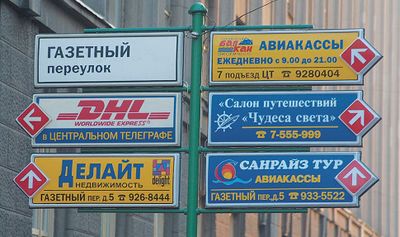 ГАЗЕТНЫЙ
переулок
DHL
WORLDWIDE EXPRESS®
В ЦЕНТРАЛЬНОМ ТЕЛЕГРАФЕ
ДЕЛАЙТ
НЕДВИЖИМОСТЬ
deight
ГАЗЕТНЫЙ пер.,д.5 ☎ 926-8444
БАЛКАН
АВИАКАССЫ
ЕЖЕДНЕВНО с 9.00 до 21.00
7 подъезд ЦТ ☎ 9280404
«Салон путешествий
«Чудеса света»
☎ 7-555-999
САНРАЙЗ ТУР
АВИАКАССЫ
ГАЗЕТНЫЙ пер.,д.5 ☎ 933-5522